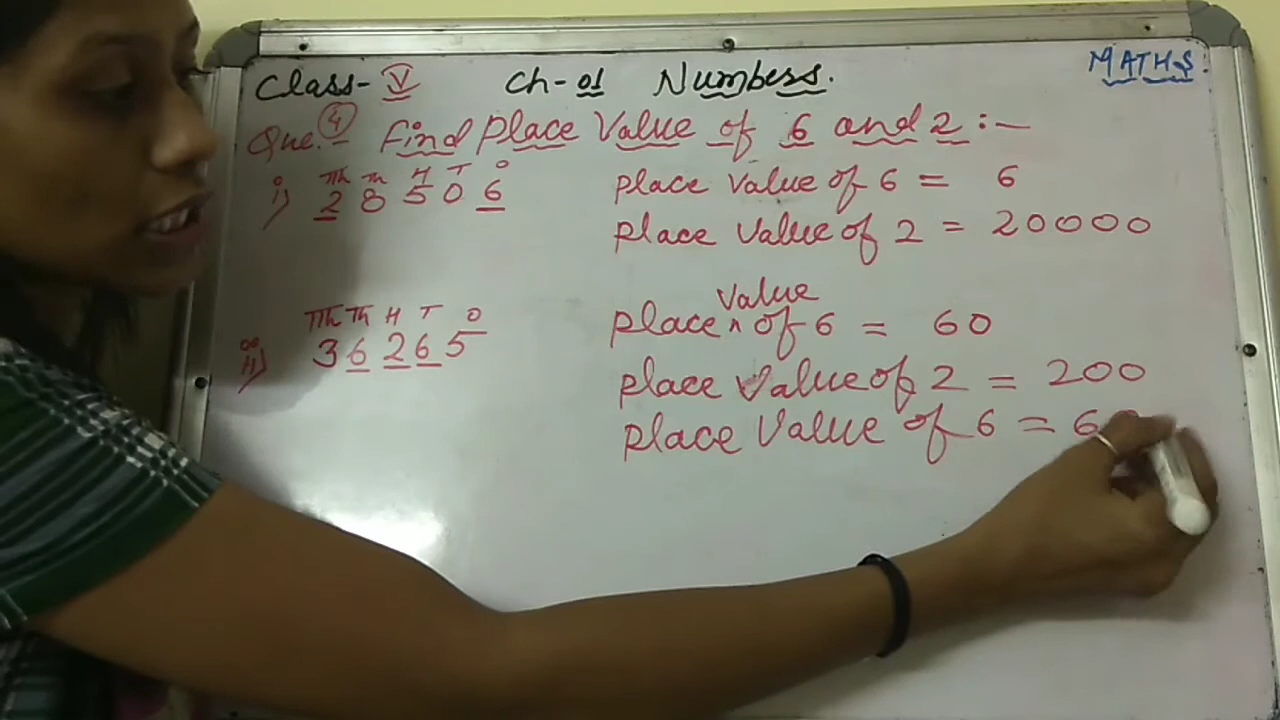 Class- V Ch-01 Numbers. MATHS:
Que. 4 Find place Value of 6 and 2 :-
TTh Th H T O
i) 2 8 5 0 6
place Value of 6 = 6
place Value of 2 = 20000
TTh Th H T O
ii) 3 6 2 6 5
place ^ Value of 6 = 60
place Value of 2 = 200
place Value of 6 = 6